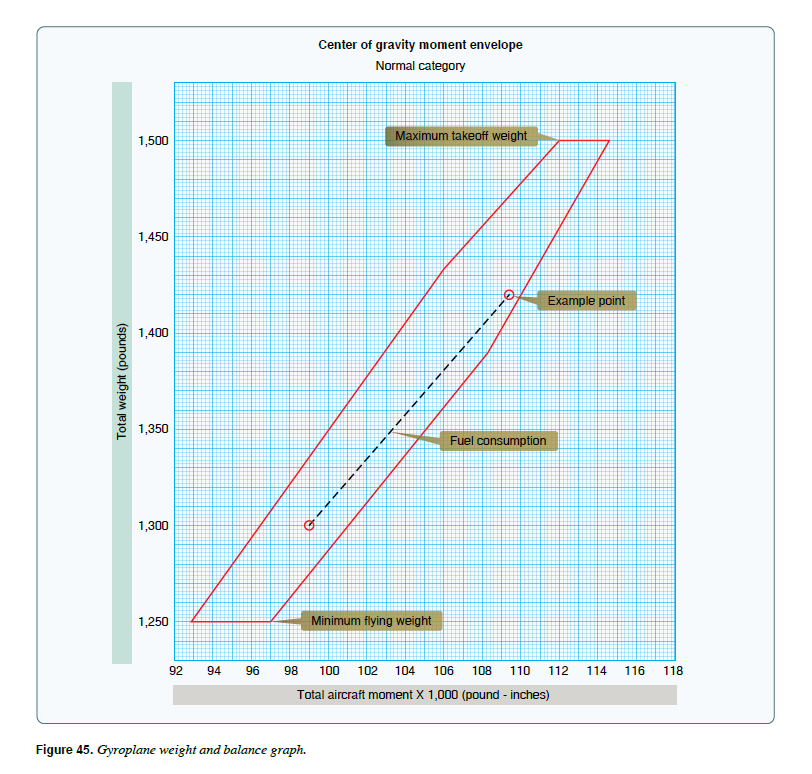 Center of gravity moment envelope
Normal category
Maximum takeoff weight
1,500
1,450
Example point
1,400
Total weight (pounds)
1,350
Fuel consumption
1,300
1,250
Minimum flying weight
92 94 96 98 100 102 104 106 108 110 112 114 116 118
Total aircraft moment X 1,000 (pound - inches)
Figure 45. Gyroplane weight and balance graph.